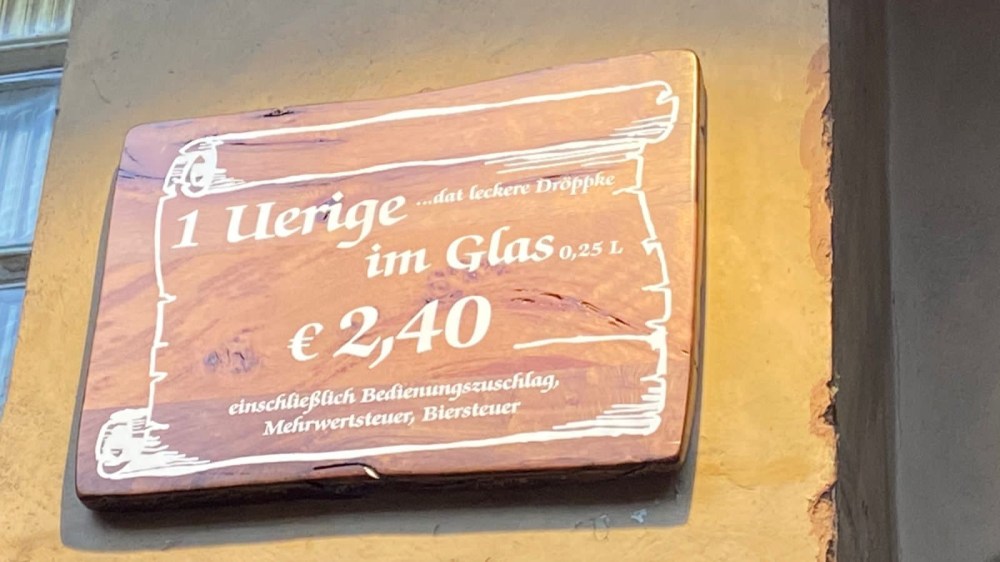 1 Uerige ...dat leckere Dröppke
im Glas 0,25 L
€ 2,40
einschließlich Bedienungszuschlag,
Mehrwertsteuer, Biersteuer